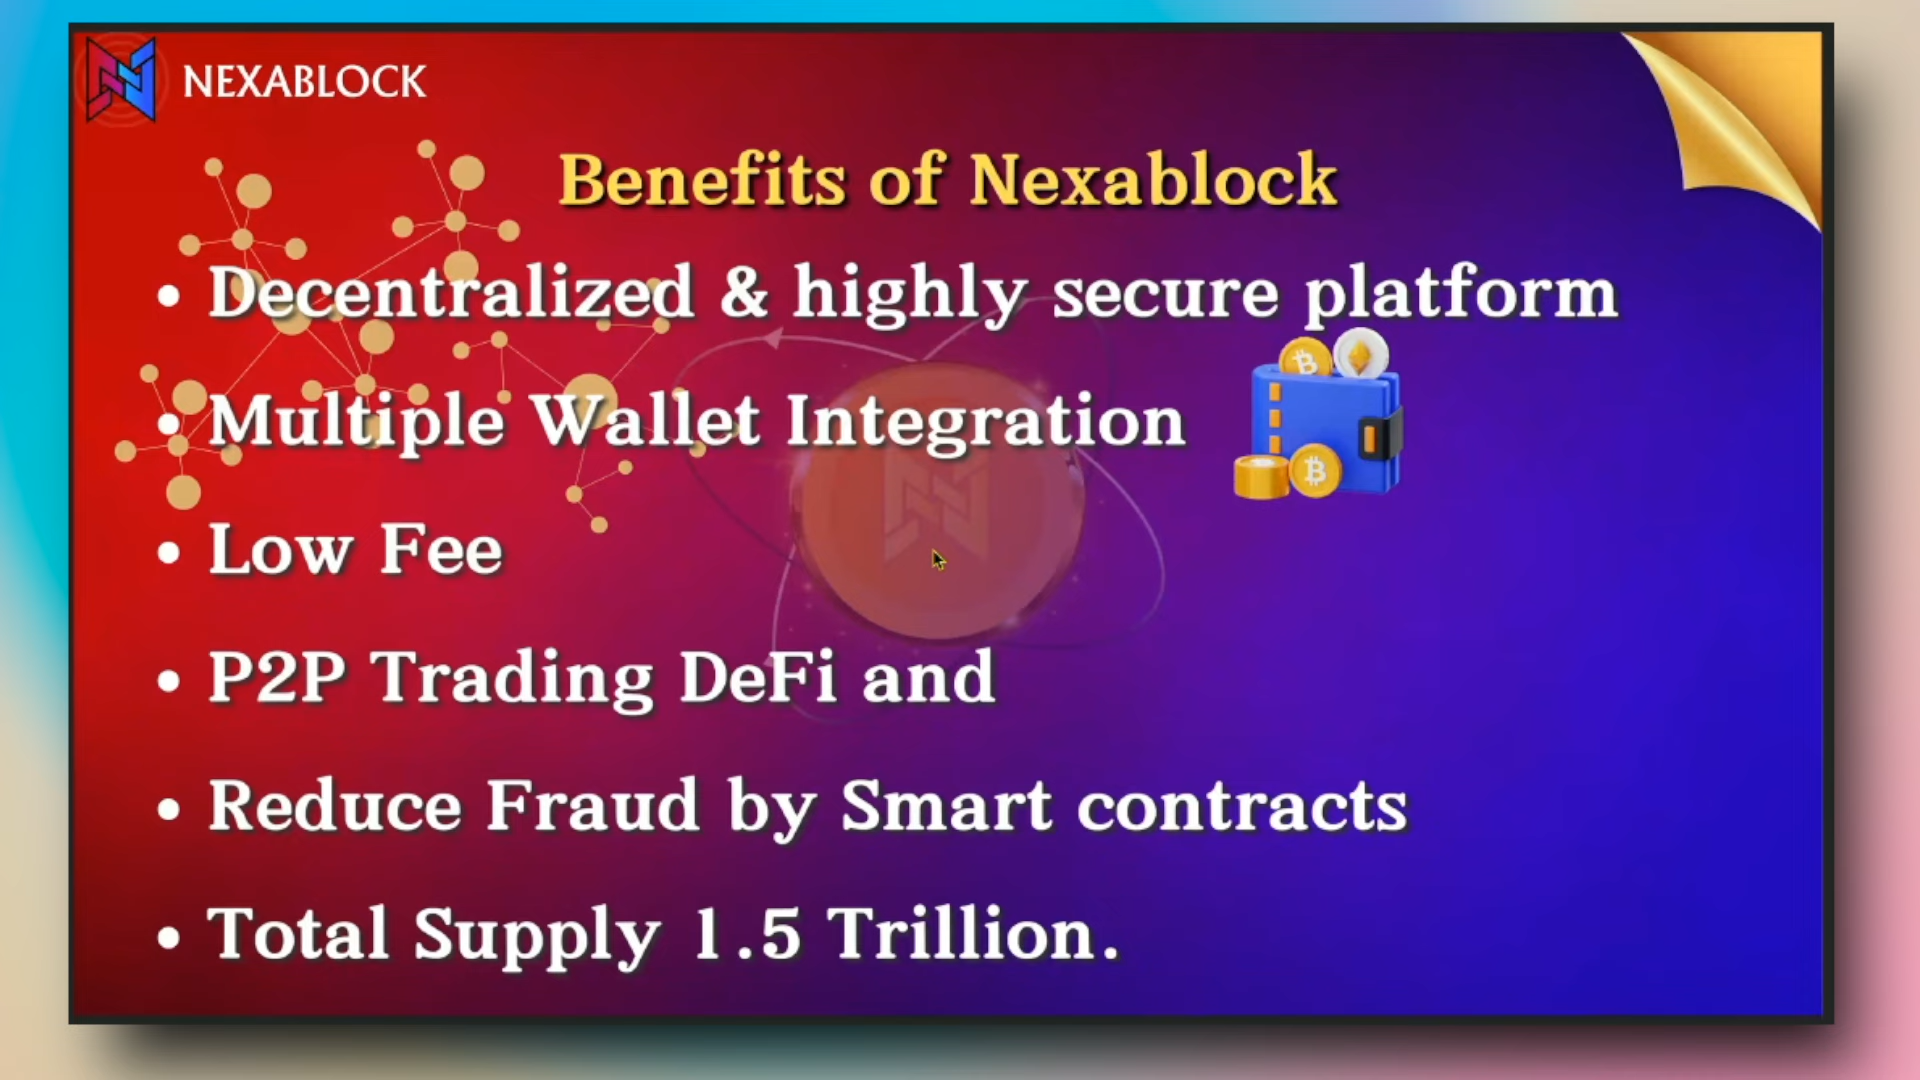 NEXABLOCK
Benefits of Nexablock
• Decentralized & highly secure platform
• Multiple Wallet Integration
• Low Fee
• P2P Trading DeFi and
• Reduce Fraud by Smart contracts
• Total Supply 1.5 Trillion.